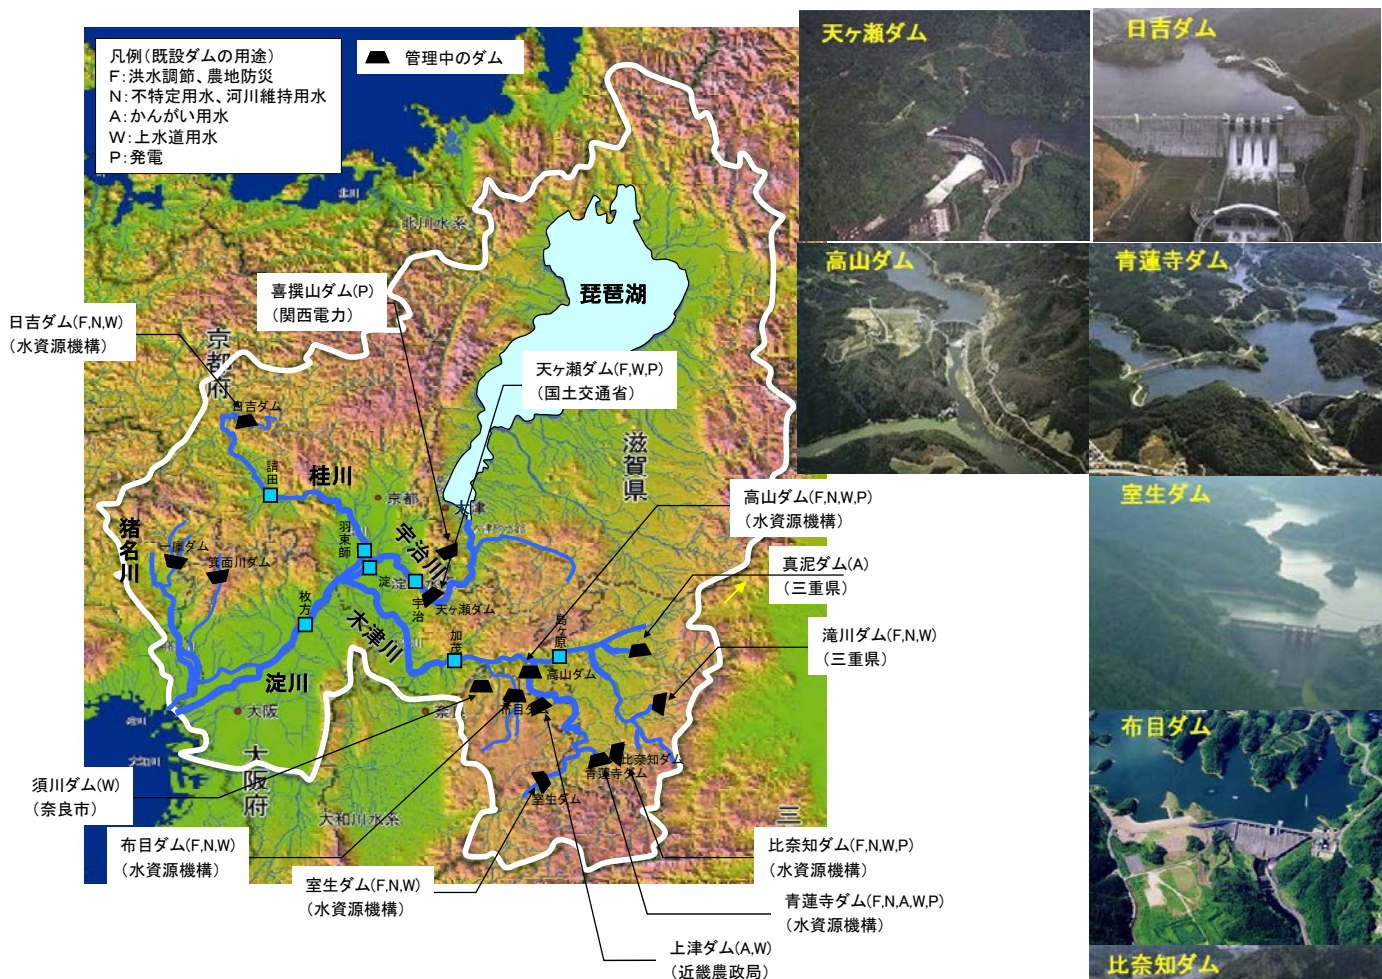 凡例(既設ダムの用途)
F:洪水調節、農地防災
N:不特定用水、河川維持用水
A:かんがい用水
W:上水道用水
P:発電
管理中のダム
天ヶ瀬ダム
日吉ダム
高山ダム
青蓮寺ダム
室生ダム
布目ダム
比奈知ダム
北川
北川水系
喜撰山ダム(P)
(関西電力)
琵琶湖
日吉ダム(F,N,W)
(水資源機構)
京都府
天ヶ瀬ダム(F,W,P)
(国土交通省)
日吉ダム
滋賀県
請田
桂川
京都
大津
高山ダム(F,N,W,P)
(水資源機構)
猪名川
一庫ダム
箕面川ダム
羽束師
宇治川
淀
宇治
天ヶ瀬ダム
真泥ダム(A)
(三重県)
枚方
木津川
加茂
島ヶ原
滝川ダム(F,N,W)
(三重県)
淀川
高山ダム
大阪
奈良
布目ダム
比奈知ダム
青蓮寺ダム
室生ダム
大阪府
大和川水系
三
須川ダム(W)
(奈良市)
布目ダム(F,N,W)
(水資源機構)
室生ダム(F,N,W)
(水資源機構)
比奈知ダム(F,N,W,P)
(水資源機構)
青蓮寺ダム(F,N,A,W,P)
(水資源機構)
上津ダム(A,W)
(近畿農政局)